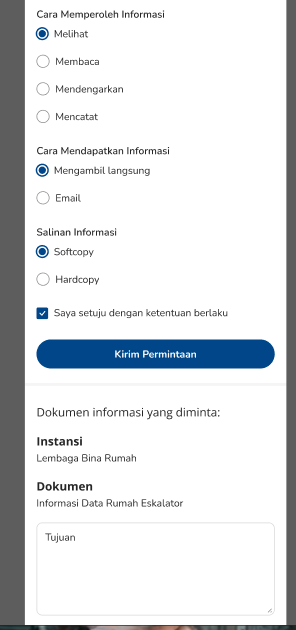 Cara Memperoleh Informasi
Melihat
Membaca
Mendengarkan
Mencatat
Cara Mendapatkan Informasi
Mengambil langsung
Email
Salinan Informasi
Softcopy
Hardcopy
Saya setuju dengan ketentuan berlaku
Kirim Permintaan
Dokumen informasi yang diminta:
Instansi
Lembaga Bina Rumah
Dokumen
Informasi Data Rumah Eskalator
Tujuan